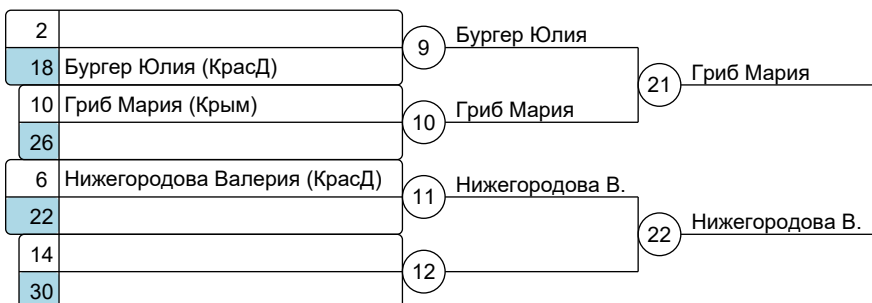 2
9 Бургер Юлия
18 Бургер Юлия (КрасД)
21 Гриб Мария
10 Гриб Мария (Крым)
10 Гриб Мария
26
6 Нижегородова Валерия (КрасД)
11 Нижегородова В.
22
22 Нижегородова В.
14
12
30